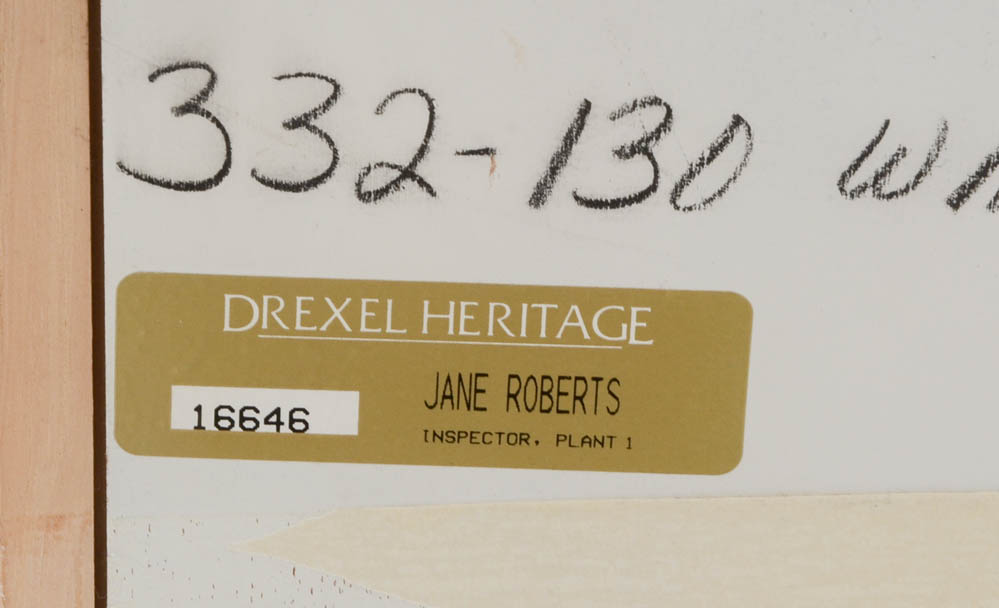 332-130
DREXEL HERITAGE
JANE ROBERTS
16646
INSPECTOR, PLANT 1